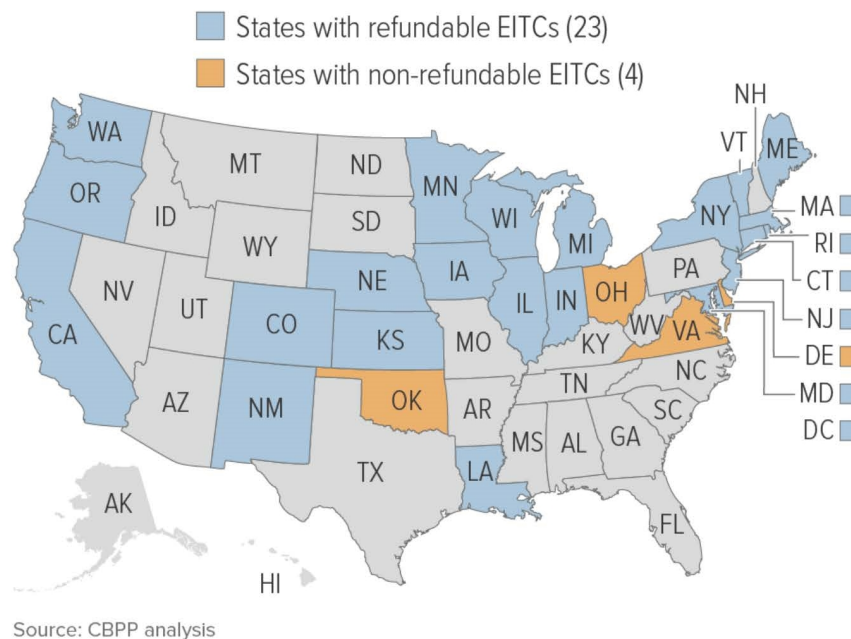 States with refundable EITCs (23)
States with non-refundable EITCs (4)
NH
WA
VT
ME
MT
ND
MN
OR
MA
ID
SD
WI
NY
RI
WY
MI
CT
IA
PA
NE
NV
OH
NJ
IL
IN
UT
CO
WV
VA
DE
CA
KS
MO
KY
MD
NC
TN
AZ
OK
NM
AR
SC
DC
MS
AL
GA
TX
LA
AK
FL
HI
Source: CBPP analysis